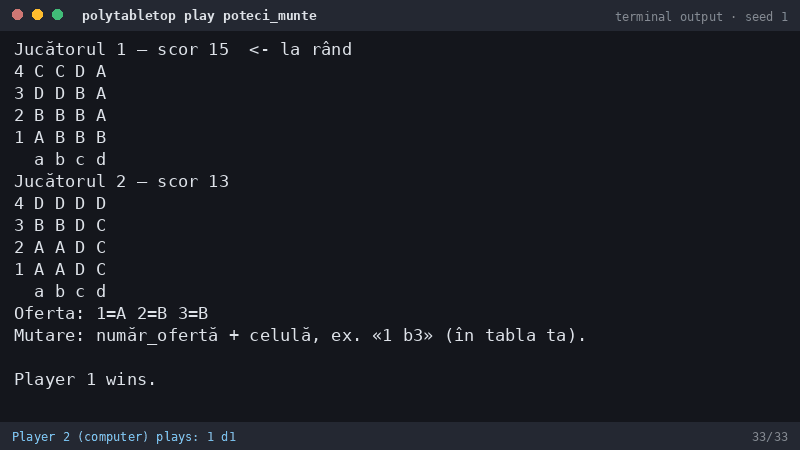 polytabletop play poteci_munte
terminal output · seed 1
Jucătorul 1 — scor 15  <- la rând
4 C C D A
3 D D B A
2 B B B A
1 A B B B
  a b c d
Jucătorul 2 — scor 13
4 D D D D
3 B B D C
2 A A D C
1 A A D C
  a b c d
Oferta: 1=A 2=B 3=B
Mutare: număr_ofertă + celulă, ex. «1 b3» (în tabla ta).
Player 1 wins.
Player 2 (computer) plays: 1 d1
33/33